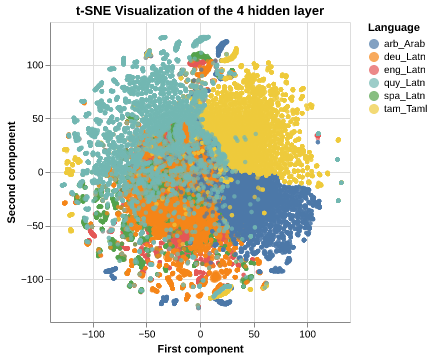 t-SNE Visualization of the 4 hidden layer
Language
arb_Arab
deu_Latn
eng_Latn
quy_Latn
spa_Latn
tam_Taml
Second component
100
50
0
−50
−100
−100 −50 0 50 100
First component